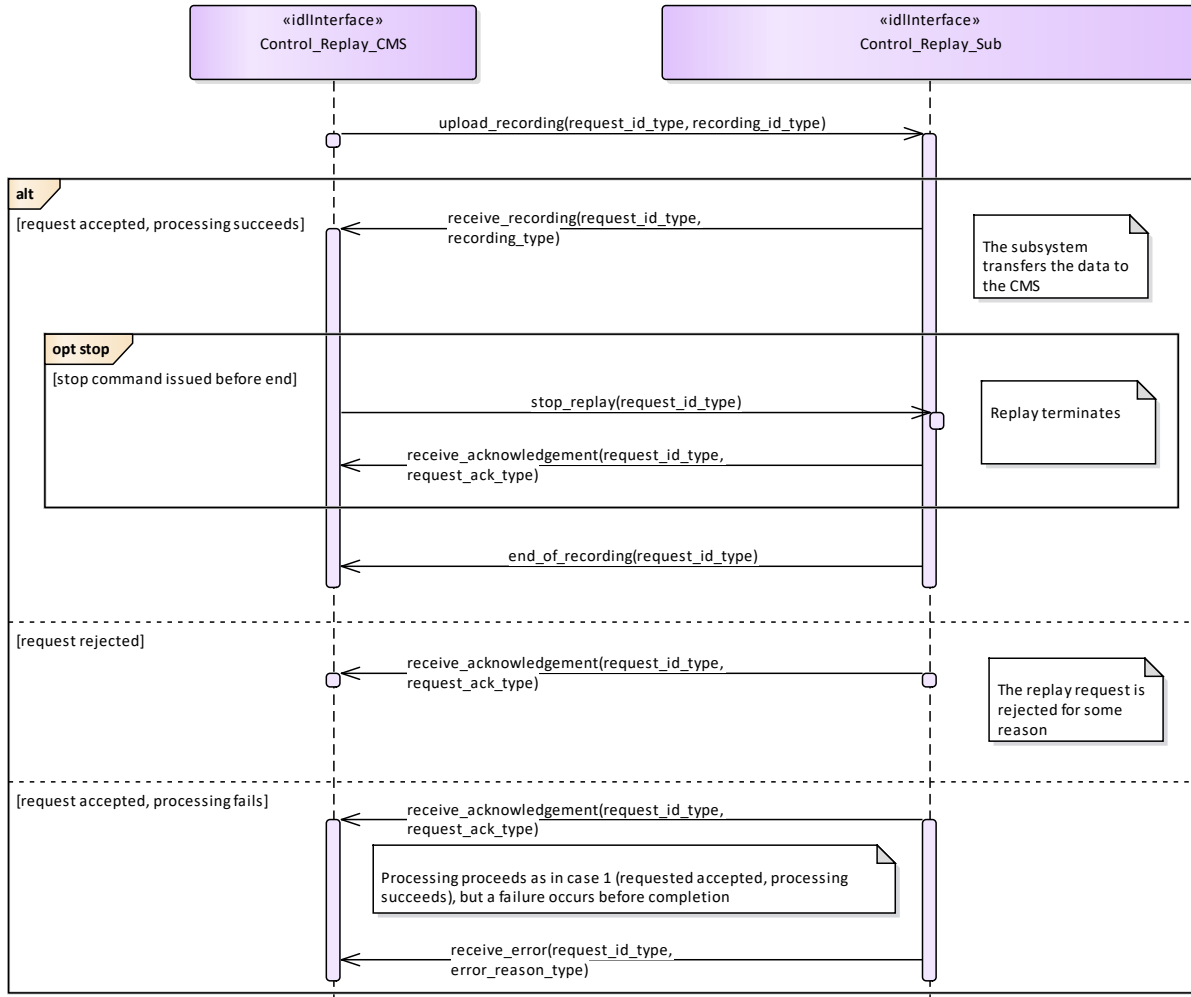 «idlInterface»
Control_Replay_CMS
«idlInterface»
Control_Replay_Sub
upload_recording(request_id_type, recording_id_type)
alt
[request accepted, processing succeeds]
receive_recording(request_id_type,
recording_type)
The subsystem
transfers the data to
the CMS
opt stop
[stop command issued before end]
stop_replay(request_id_type)
Replay terminates
receive_acknowledgement(request_id_type,
request_ack_type)
end_of_recording(request_id_type)
[request rejected]
receive_acknowledgement(request_id_type,
request_ack_type)
The replay request is
rejected for some
reason
[request accepted, processing fails]
receive_acknowledgement(request_id_type,
request_ack_type)
Processing proceeds as in case 1 (requested accepted, processing
succeeds), but a failure occurs before completion
receive_error(request_id_type,
error_reason_type)